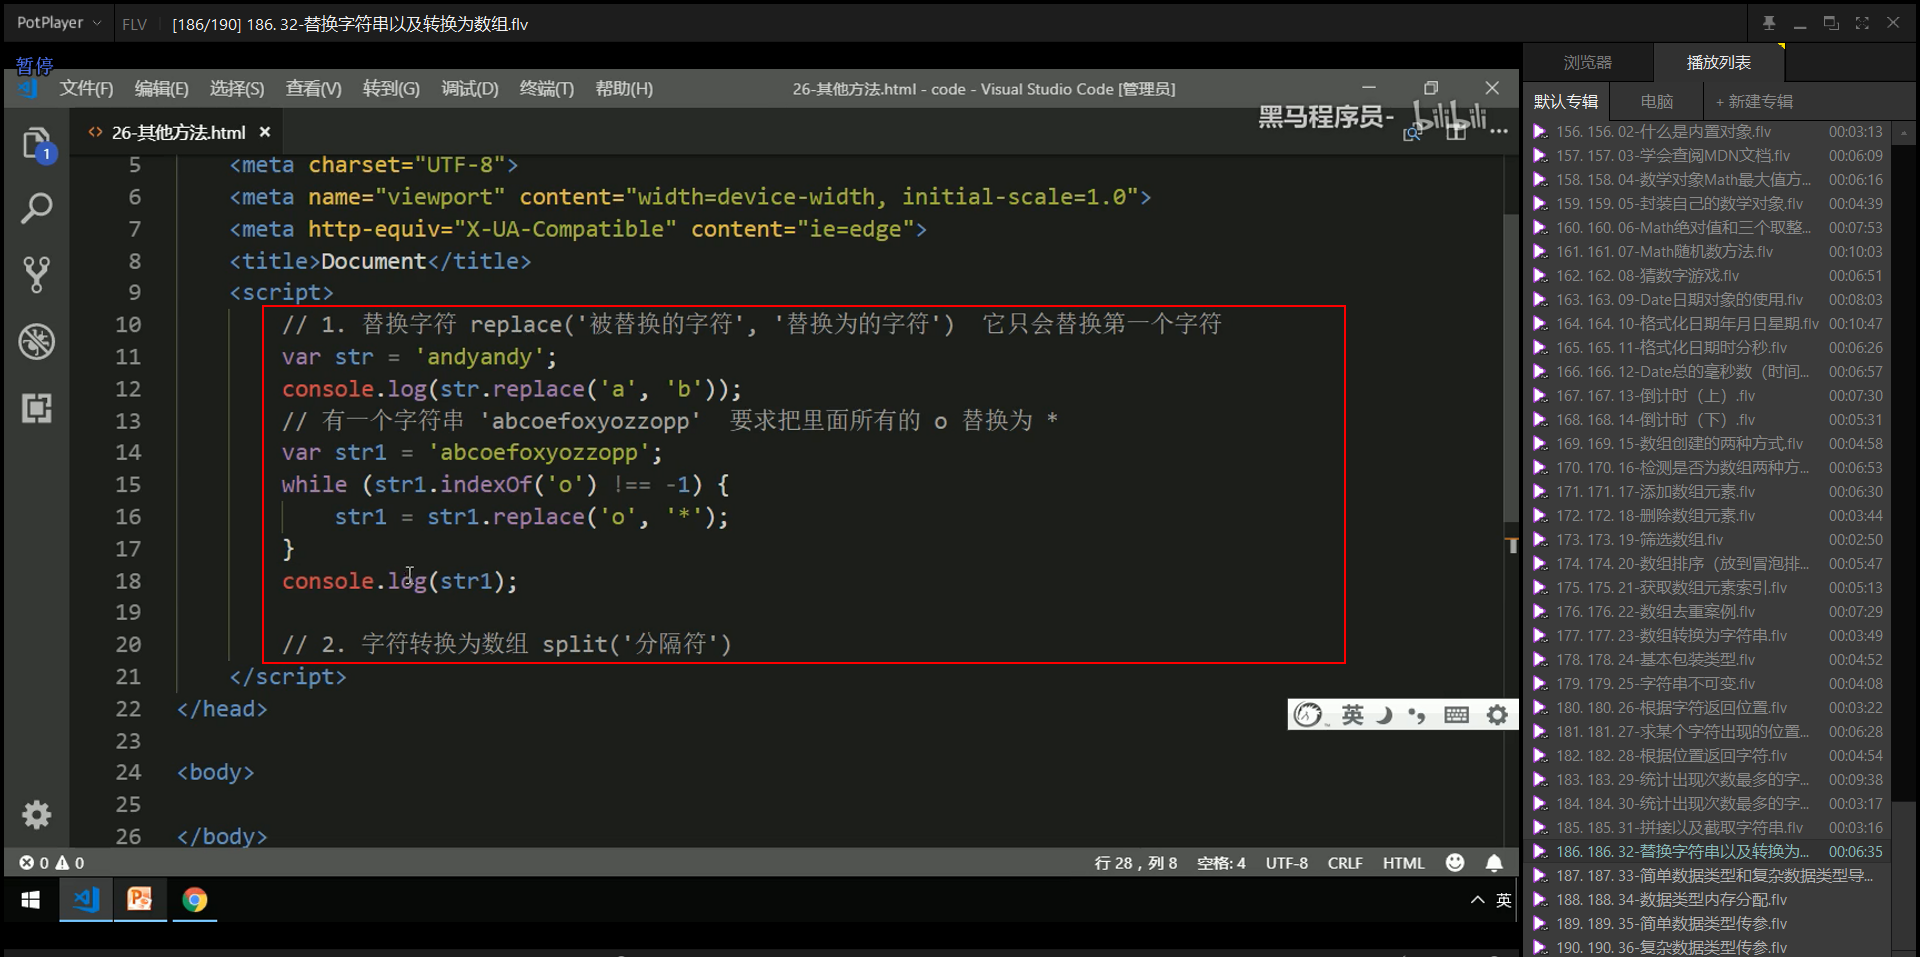 PotPlayer
FLV
[186/190] 186. 32-替换字符串以及转换为数组.flv
暂停
文件(F) 编辑(E) 选择(S) 查看(V) 转到(G) 调试(D) 终端(T) 帮助(H)
26-其他方法.html - code - Visual Studio Code [管理员]
黑马程序员- bilibili
<> 26-其他方法.html ×
1
5 <meta charset="UTF-8">
6 <meta name="viewport" content="width=device-width, initial-scale=1.0">
7 <meta http-equiv="X-UA-Compatible" content="ie=edge">
8 <title>Document</title>
9 <script>
10 // 1. 替换字符 replace('被替换的字符', '替换为的字符')  它只会替换第一个字符
11 var str = 'andyandy';
12 console.log(str.replace('a', 'b'));
13 // 有一个字符串 'abcoefoxyozzopp'  要求把里面所有的 o 替换为 *
14 var str1 = 'abcoefoxyozzopp';
15 while (str1.indexOf('o') !== -1) {
16 str1 = str1.replace('o', '*');
17 }
18 console.log(str1);
19
20 // 2. 字符转换为数组 split('分隔符')
21 </script>
22 </head>
23
24 <body>
25
26 </body>
英
0 0
行 28，列 8 空格: 4 UTF-8 CRLF HTML
英
浏览器 播放列表
默认专辑 电脑 + 新建专辑
156. 156. 02-什么是内置对象.flv 00:03:13
157. 157. 03-学会查阅MDN文档.flv 00:06:09
158. 158. 04-数学对象Math最大值方... 00:06:16
159. 159. 05-封装自己的数学对象.flv 00:04:39
160. 160. 06-Math绝对值和三个取整... 00:07:53
161. 161. 07-Math随机数方法.flv 00:10:03
162. 162. 08-猜数字游戏.flv 00:06:51
163. 163. 09-Date日期对象的使用.flv 00:08:03
164. 164. 10-格式化日期年月日星期.flv 00:10:47
165. 165. 11-格式化日期时分秒.flv 00:06:26
166. 166. 12-Date总的毫秒数（时间... 00:06:57
167. 167. 13-倒计时（上）.flv 00:07:30
168. 168. 14-倒计时（下）.flv 00:05:31
169. 169. 15-数组创建的两种方式.flv 00:04:58
170. 170. 16-检测是否为数组两种方... 00:06:53
171. 171. 17-添加数组元素.flv 00:06:30
172. 172. 18-删除数组元素.flv 00:03:44
173. 173. 19-筛选数组.flv 00:02:50
174. 174. 20-数组排序（放到冒泡排... 00:05:47
175. 175. 21-获取数组元素索引.flv 00:05:13
176. 176. 22-数组去重案例.flv 00:07:29
177. 177. 23-数组转换为字符串.flv 00:03:49
178. 178. 24-基本包装类型.flv 00:04:52
179. 179. 25-字符串不可变.flv 00:04:08
180. 180. 26-根据字符返回位置.flv 00:03:22
181. 181. 27-求某个字符出现的位置... 00:06:28
182. 182. 28-根据位置返回字符.flv 00:04:54
183. 183. 29-统计出现次数最多的字... 00:09:38
184. 184. 30-统计出现次数最多的字... 00:03:17
185. 185. 31-拼接以及截取字符串.flv 00:03:16
186. 186. 32-替换字符串以及转换为... 00:06:35
187. 187. 33-简单数据类型和复杂数据类型导...
188. 188. 34-数据类型内存分配.flv
189. 189. 35-简单数据类型传参.flv
190. 190. 36-复杂数据类型传参.flv